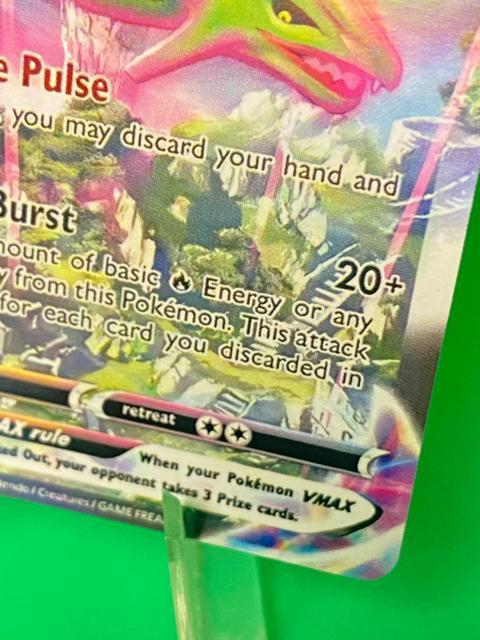 e Pulse
you may discard your hand and
Burst
20+
nount of basic Energy or any
y from this Pokémon. This attack
for each card you discarded in
retreat
AX rule
When your Pokémon VMAX
ed Out, your opponent takes 3 Prize cards.
endo / Creatures / GAME FREA